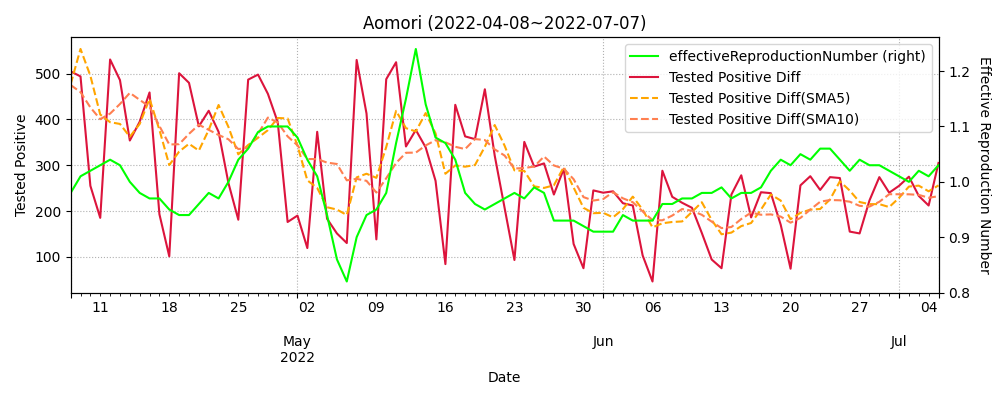 Aomori (2022-04-08~2022-07-07)
effectiveReproductionNumber (right)
Tested Positive Diff
Tested Positive Diff(SMA5)
Tested Positive Diff(SMA10)
Tested Positive
500
400
300
200
100
Effective Reproduction Number
1.2
1.1
1.0
0.9
0.8
11 18 25 02 09 16 23 30 06 13 20 27 04
May Jun Jul
2022
Date